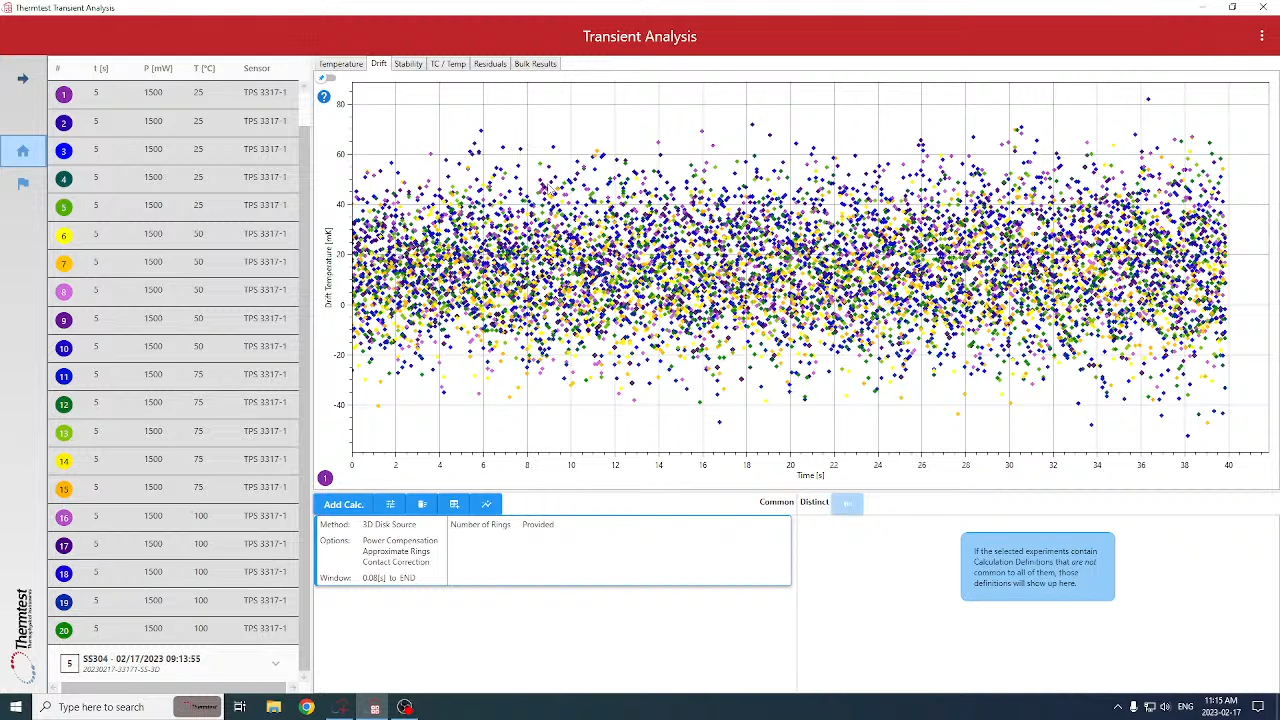 Thermtest Transient Analysis
Transient Analysis
# t [s] P [mW] T [°C] Sensor
1 5 1500 25 TPS 3317-1
2 5 1500 25 TPS 3317-1
3 5 1500 25 TPS 3317-1
4 5 1500 25 TPS 3317-1
5 5 1500 25 TPS 3317-1
6 5 1500 50 TPS 3317-1
7 5 1500 50 TPS 3317-1
8 5 1500 50 TPS 3317-1
9 5 1500 50 TPS 3317-1
10 5 1500 50 TPS 3317-1
11 5 1500 75 TPS 3317-1
12 5 1500 75 TPS 3317-1
13 5 1500 75 TPS 3317-1
14 5 1500 75 TPS 3317-1
15 5 1500 75 TPS 3317-1
16 100 TPS 3317-1
17 5 1500 100 TPS 3317-1
18 5 1500 100 TPS 3317-1
19 5 1500 100 TPS 3317-1
20 5 1500 100 TPS 3317-1
5 SS304 - 02/17/2023 09:13:55
20230217-33171-SS-3D
Thermtest
Temperature Drift Stability TC / Temp Residuals Bulk Results
?
Drift Temperature [mK]
80
60
40
20
0
-20
-40
0 2 4 6 8 10 12 14 16 18 20 22 24 26 28 30 32 34 36 38 40
Time [s]
1
Add Calc.
Common
Distinct
Method: 3D Disk Source
Options: Power Compensation
Approximate Rings
Contact Correction
Window: 0.08[s] to END
Number of Rings Provided
If the selected experiments contain
Calculation Definitions that are not
common to all of them, those
definitions will show up here.
Type here to search
Thermtest
ENG
11:15 AM
2023-02-17